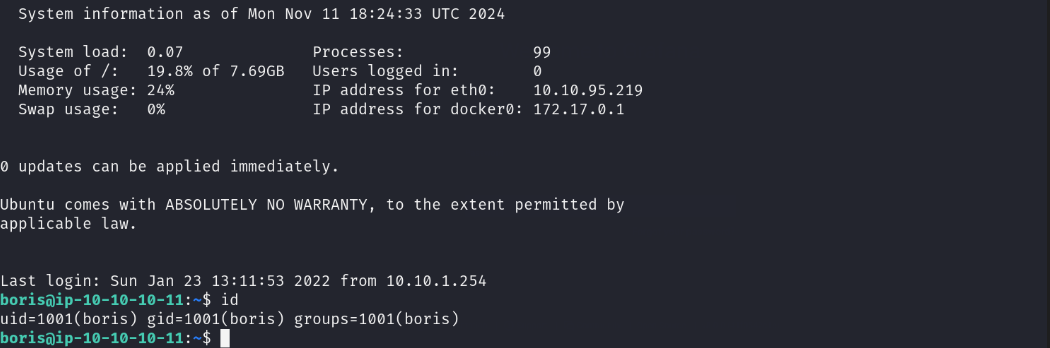 System information as of Mon Nov 11 18:24:33 UTC 2024
System load: 0.07 Processes: 99
Usage of /: 19.8% of 7.69GB Users logged in: 0
Memory usage: 24% IP address for eth0: 10.10.95.219
Swap usage: 0% IP address for docker0: 172.17.0.1
0 updates can be applied immediately.
Ubuntu comes with ABSOLUTELY NO WARRANTY, to the extent permitted by
applicable law.
Last login: Sun Jan 23 13:11:53 2022 from 10.10.1.254
boris@ip-10-10-10-11:~$ id
uid=1001(boris) gid=1001(boris) groups=1001(boris)
boris@ip-10-10-10-11:~$